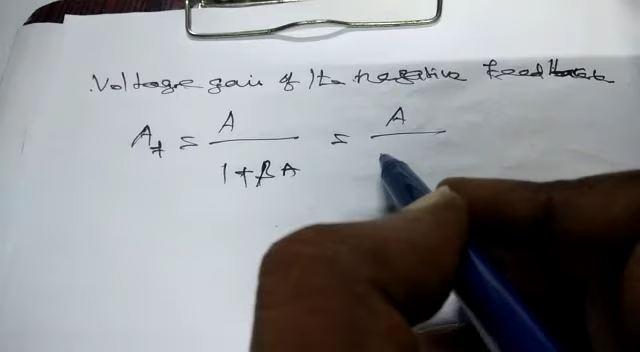 Voltage gain of the negative feedback
Af = A / 1+βA = A /